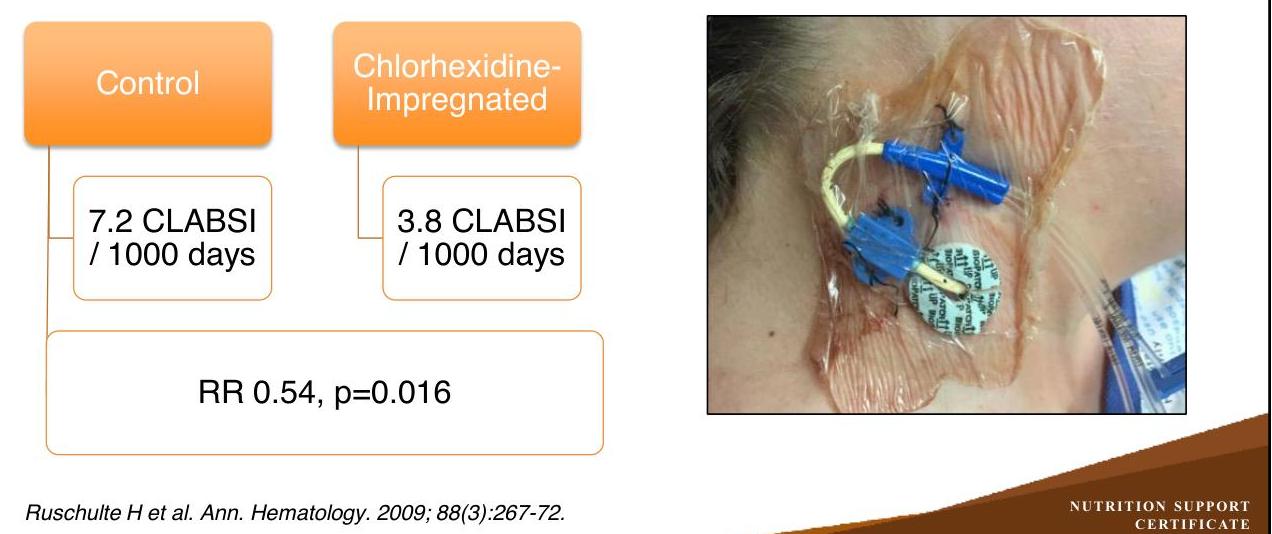 Control
Chlorhexidine-
Impregnated
7.2 CLABSI
/ 1000 days
3.8 CLABSI
/ 1000 days
RR 0.54, p=0.016
Ruschulte H et al. Ann. Hematology. 2009; 88(3):267-72.
NUTRITION SUPPORT
CERTIFICATE